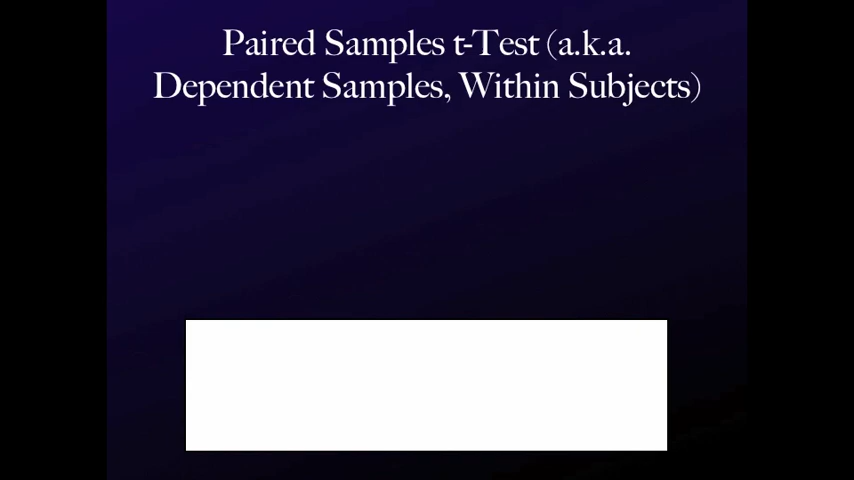 Paired Samples t-Test (a.k.a.
Dependent Samples, Within Subjects)